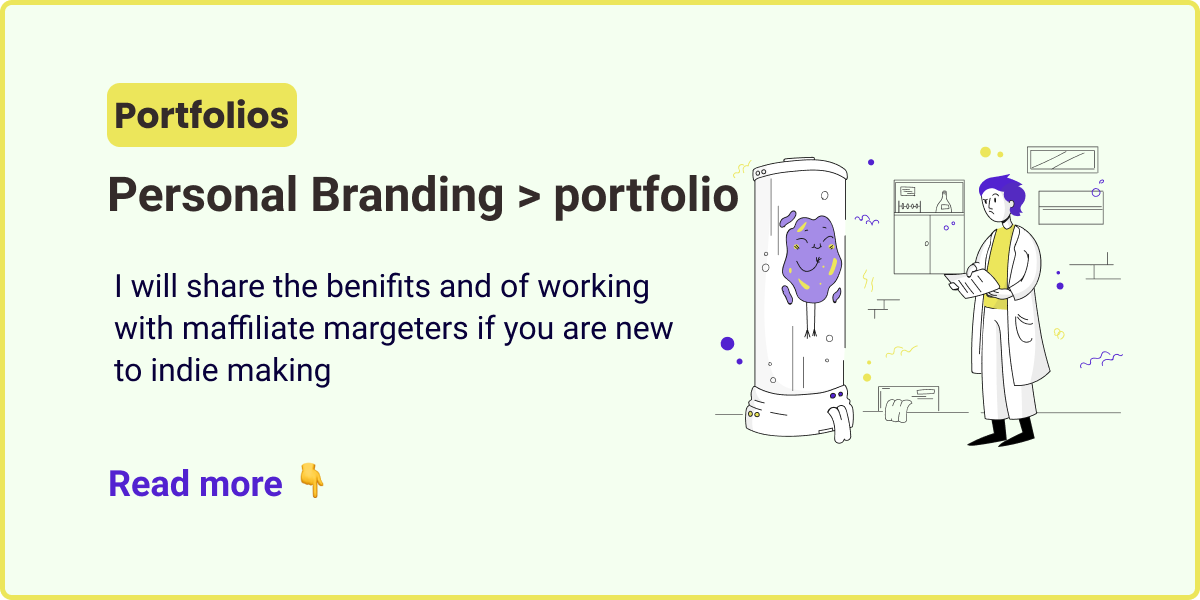 Portfolios
Personal Branding > portfolio
I will share the benifits and of working
with maffiliate margeters if you are new
to indie making
Read more 👇